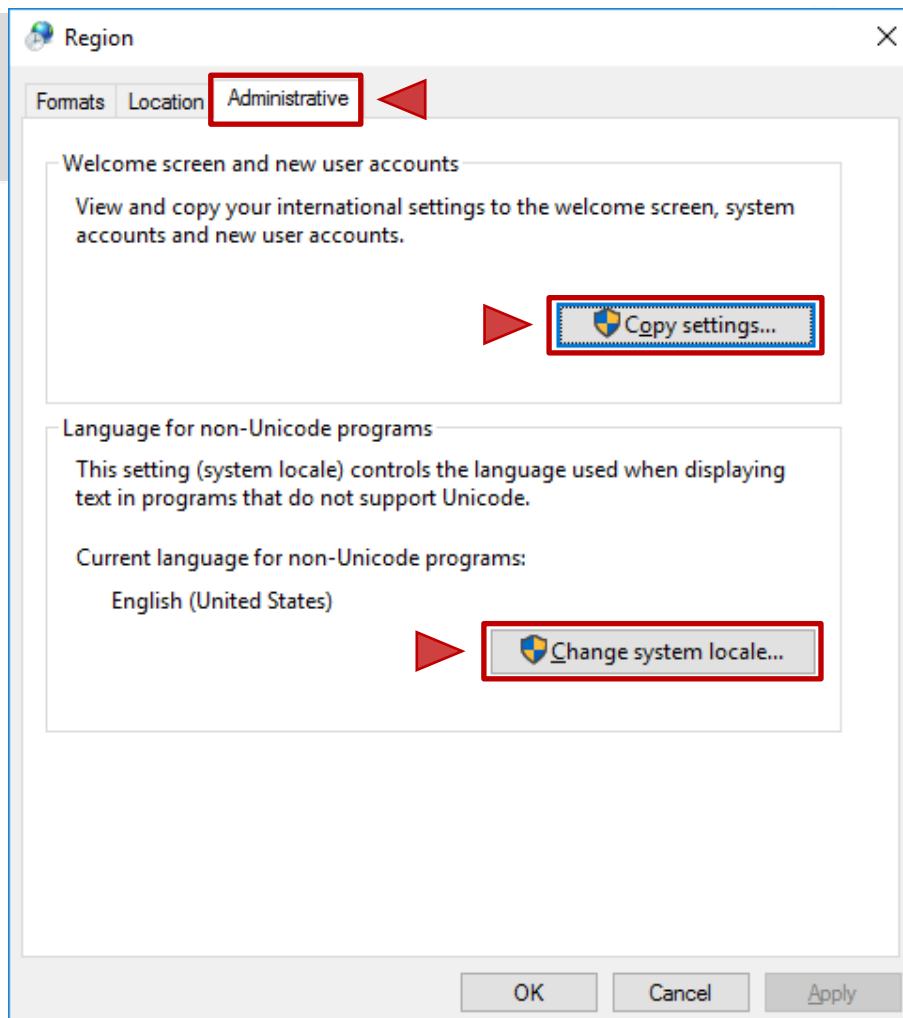 Region
Formats Location Administrative
Welcome screen and new user accounts
View and copy your international settings to the welcome screen, system
accounts and new user accounts.
Copy settings...
Language for non-Unicode programs
This setting (system locale) controls the language used when displaying
text in programs that do not support Unicode.
Current language for non-Unicode programs:
English (United States)
Change system locale...
OK Cancel Apply